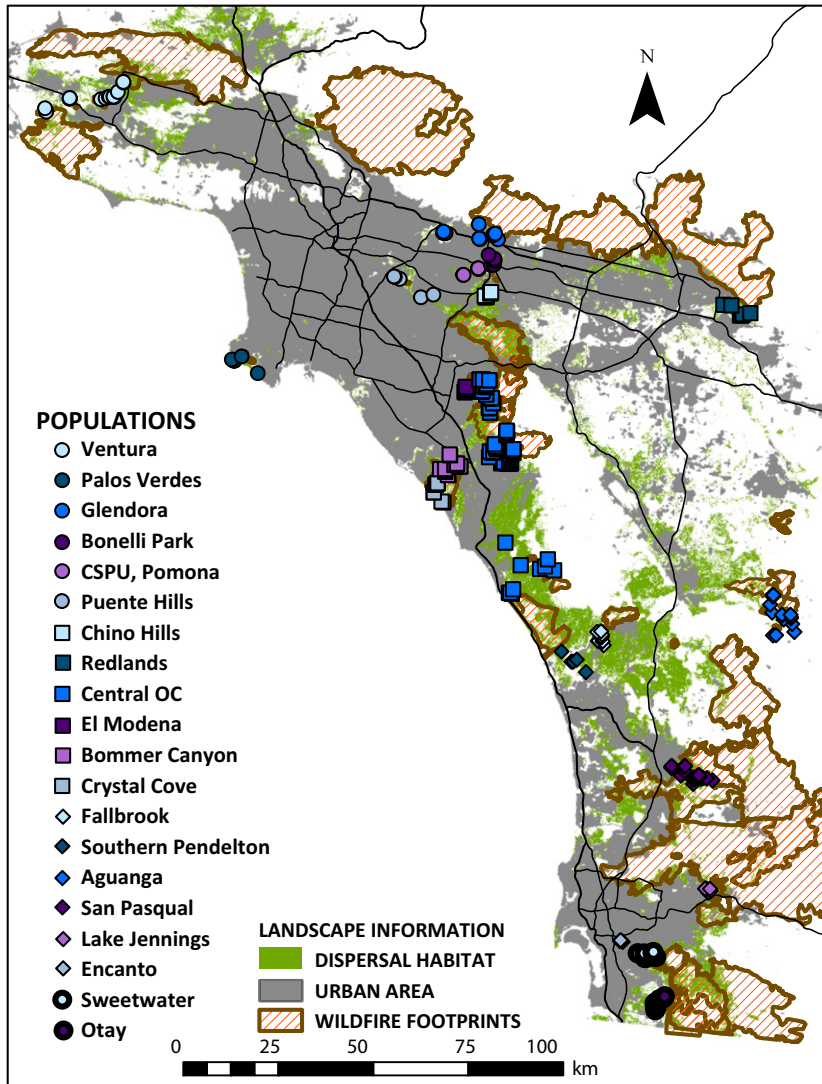 N
POPULATIONS
Ventura
Palos Verdes
Glendora
Bonelli Park
CSPU, Pomona
Puente Hills
Chino Hills
Redlands
Central OC
El Modena
Bommer Canyon
Crystal Cove
Fallbrook
Southern Pendelton
Aguanga
San Pasqual
Lake Jennings
Encanto
Sweetwater
Otay
LANDSCAPE INFORMATION
DISPERSAL HABITAT
URBAN AREA
WILDFIRE FOOTPRINTS
0 25 50 100
km